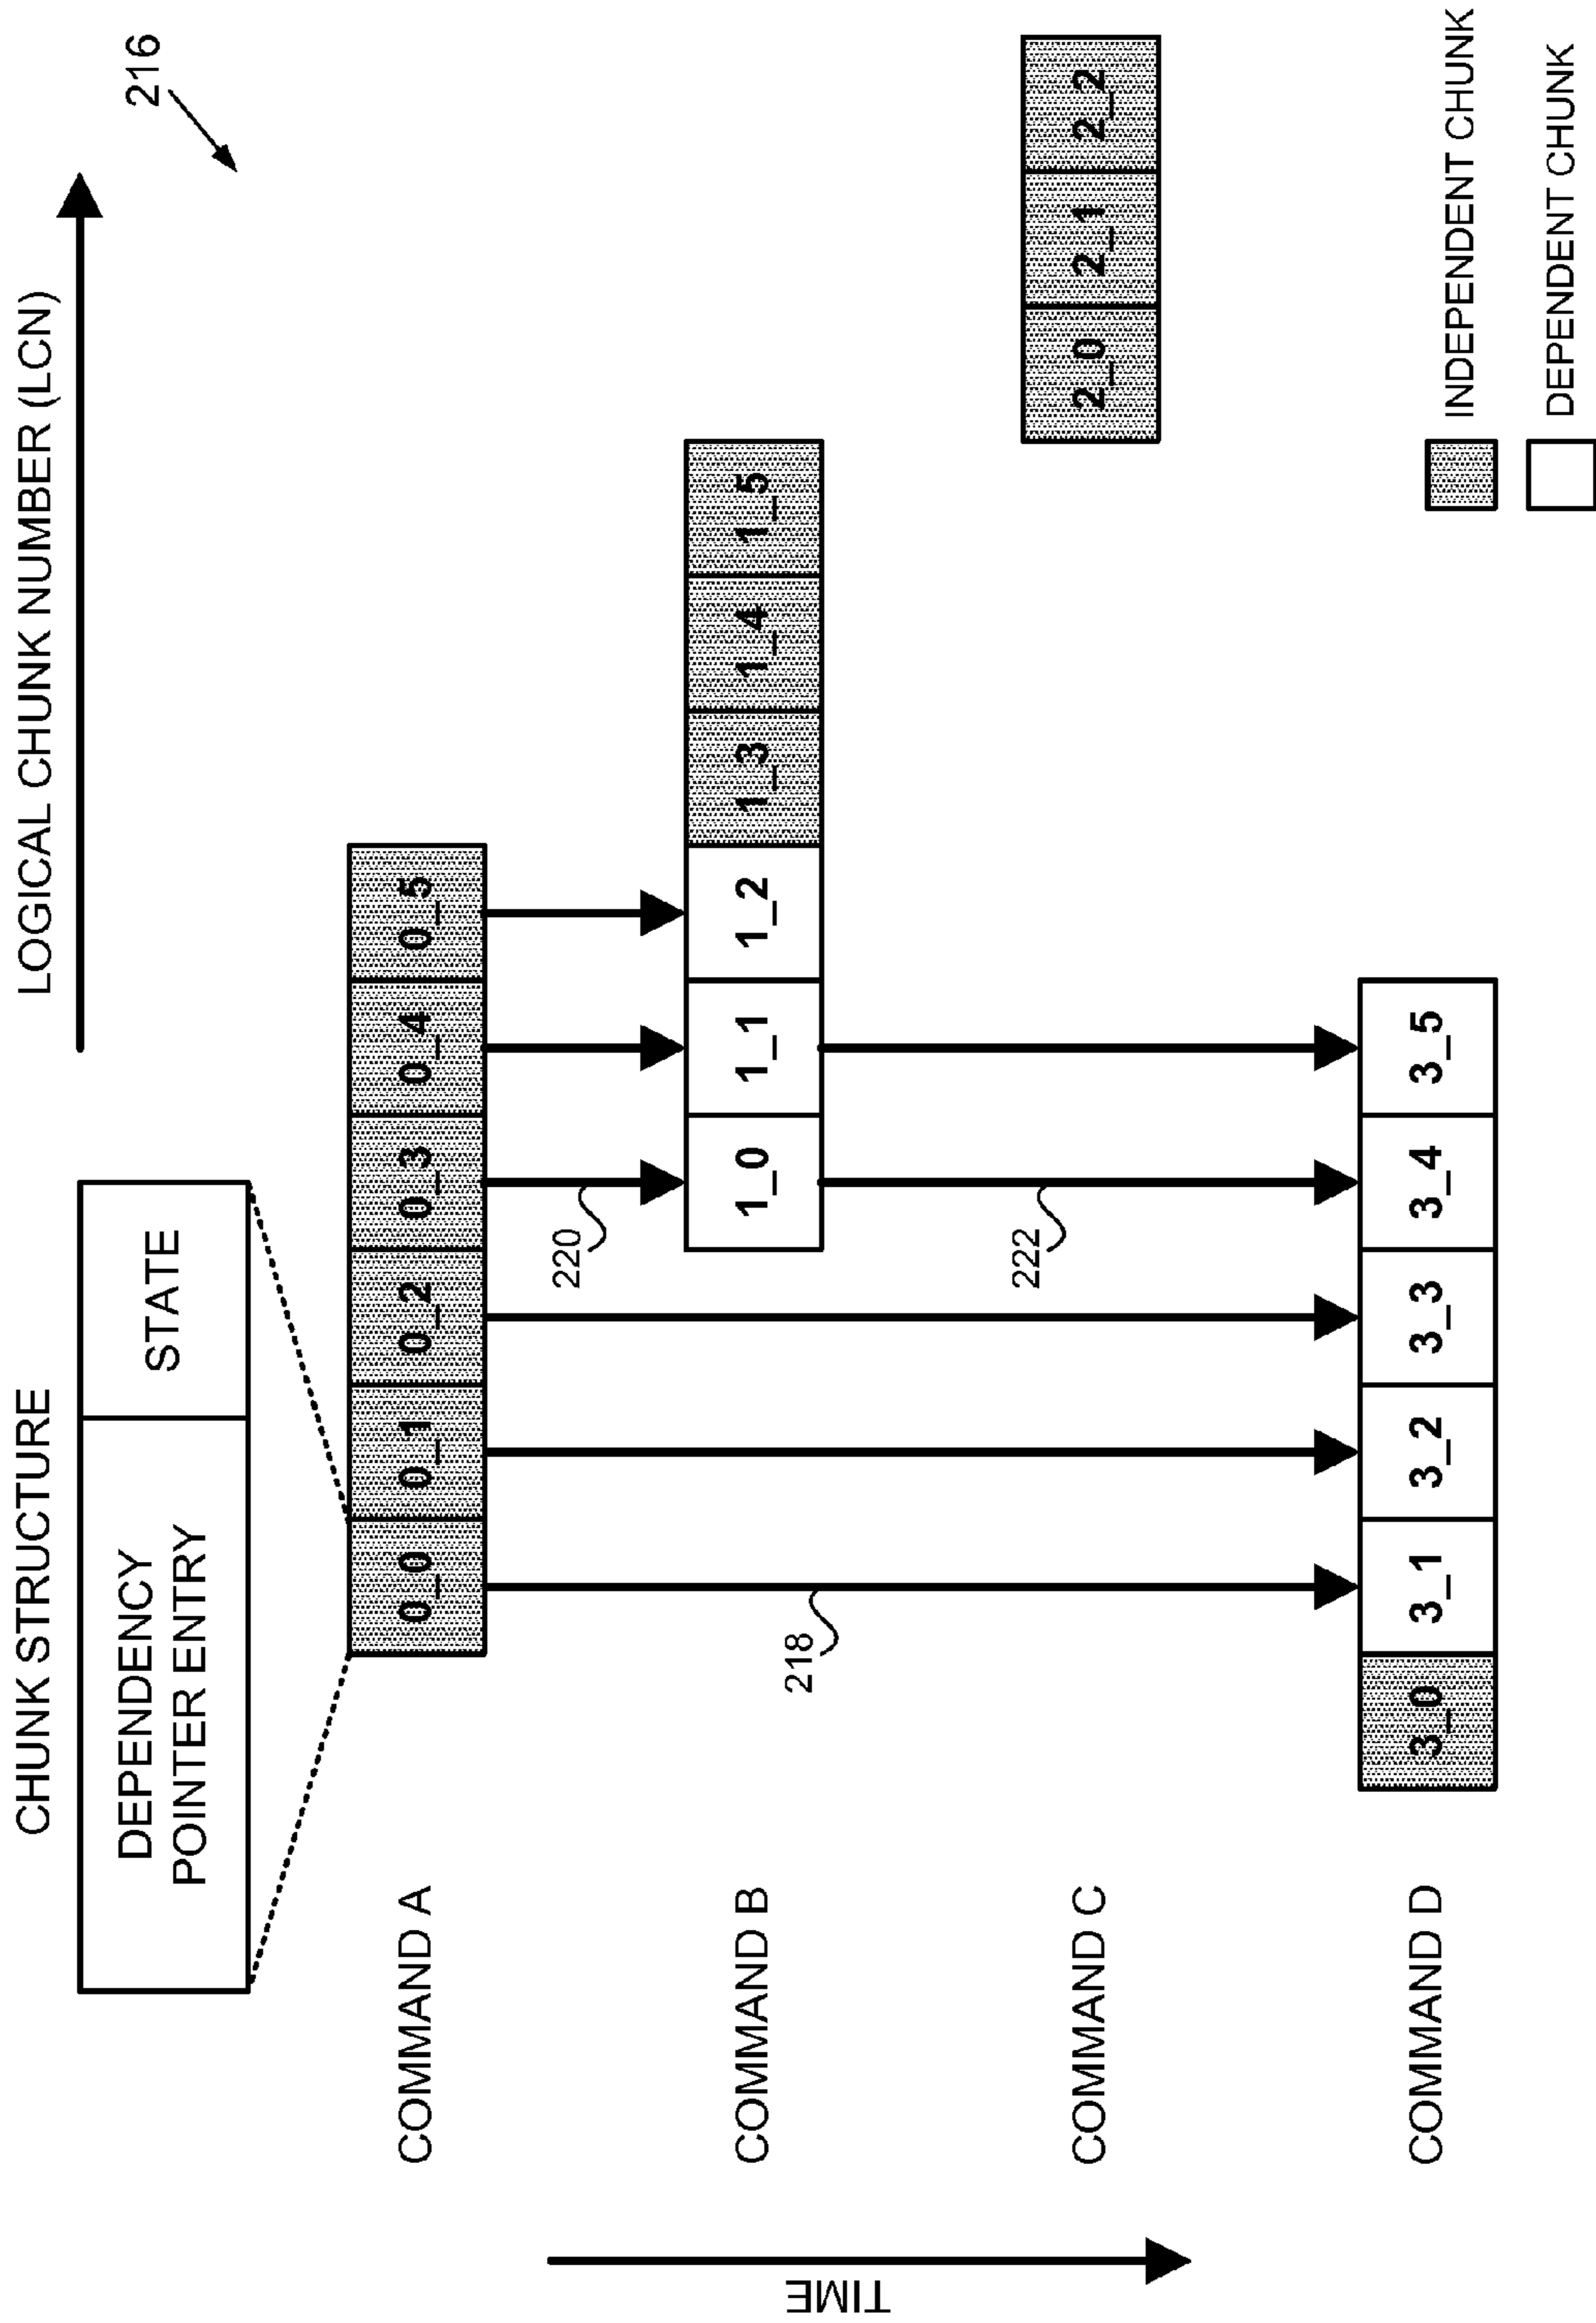 CHUNK STRUCTURE
LOGICAL CHUNK NUMBER (LCN)
216
DEPENDENCY
POINTER ENTRY
STATE
COMMAND A
0_0 0_1 0_2 0_3 0_4 0_5
220
COMMAND B
1_0 1_1 1_2 1_3 1_4 1_5
218
222
COMMAND C
2_0 2_1 2_2
COMMAND D
3_0 3_1 3_2 3_3 3_4 3_5
TIME
INDEPENDENT CHUNK
DEPENDENT CHUNK